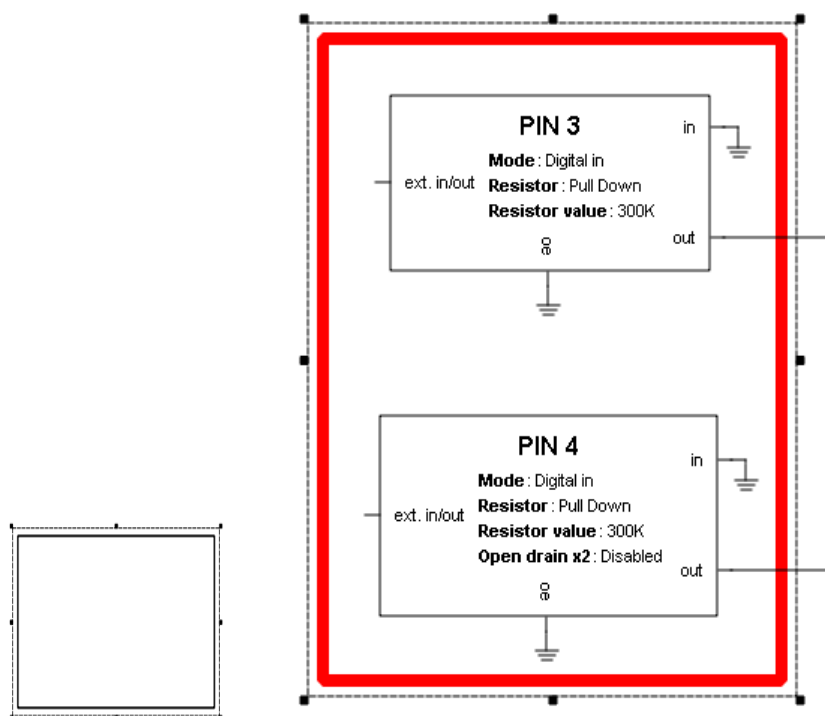 PIN 3
in
Mode : Digital in
ext. in/out
Resistor : Pull Down
Resistor value : 300K
out
oe
PIN 4
in
Mode : Digital in
Resistor : Pull Down
ext. in/out
Resistor value : 300K
Open drain x2 : Disabled
out
oe